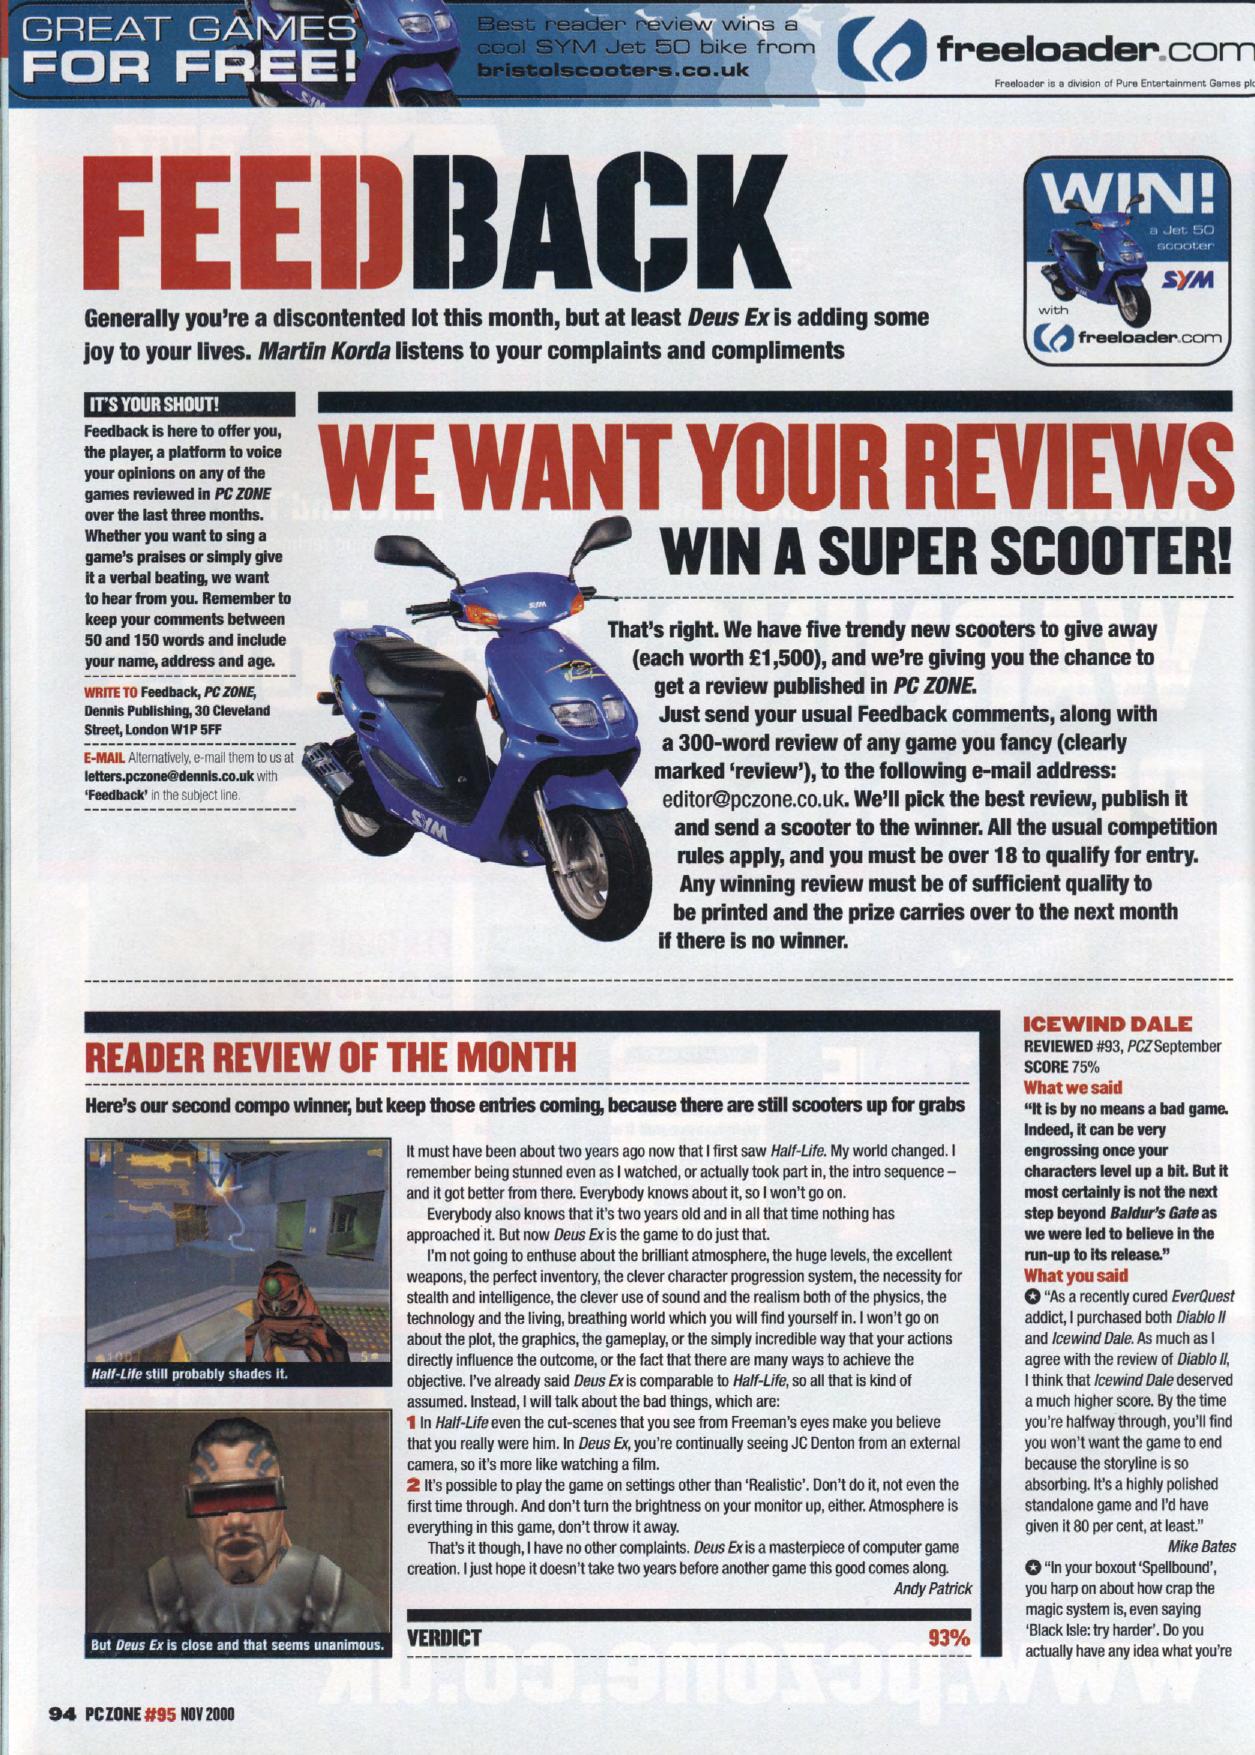 GREAT GAMES
FOR FREE!
SYM
Best reader review wins a
cool SYM Jet 50 bike from
bristolscooters.co.uk
freeloader.com
Freeloader is a division of Pure Entertainment Games plc
FEEDBACK
Generally you're a discontented lot this month, but at least Deus Ex is adding some
joy to your lives. Martin Korda listens to your complaints and compliments
WIN!
a Jet 50
scooter
SYM
with
freeloader.com
IT'S YOUR SHOUT!
Feedback is here to offer you,
the player, a platform to voice
your opinions on any of the
games reviewed in PC ZONE
over the last three months.
Whether you want to sing a
game's praises or simply give
it a verbal beating, we want
to hear from you. Remember to
keep your comments between
50 and 150 words and include
your name, address and age.
WRITE TO Feedback, PC ZONE,
Dennis Publishing, 30 Cleveland
Street, London W1P 5FF
E-MAIL Alternatively, e-mail them to us at
letters.pczone@dennis.co.uk with
'Feedback' in the subject line.
WE WANT YOUR REVIEWS
WIN A SUPER SCOOTER!
SYM
SYM
That's right. We have five trendy new scooters to give away
(each worth £1,500), and we're giving you the chance to
get a review published in PC ZONE.
Just send your usual Feedback comments, along with
a 300-word review of any game you fancy (clearly
marked 'review'), to the following e-mail address:
editor@pczone.co.uk. We'll pick the best review, publish it
and send a scooter to the winner. All the usual competition
rules apply, and you must be over 18 to qualify for entry.
Any winning review must be of sufficient quality to
be printed and the prize carries over to the next month
if there is no winner.
READER REVIEW OF THE MONTH
Here's our second compo winner, but keep those entries coming, because there are still scooters up for grabs
Half-Life still probably shades it.
But Deus Ex is close and that seems unanimous.
It must have been about two years ago now that I first saw Half-Life. My world changed. I
remember being stunned even as I watched, or actually took part in, the intro sequence –
and it got better from there. Everybody knows about it, so I won't go on.
Everybody also knows that it's two years old and in all that time nothing has
approached it. But now Deus Ex is the game to do just that.
I'm not going to enthuse about the brilliant atmosphere, the huge levels, the excellent
weapons, the perfect inventory, the clever character progression system, the necessity for
stealth and intelligence, the clever use of sound and the realism both of the physics, the
technology and the living, breathing world which you will find yourself in. I won't go on
about the plot, the graphics, the gameplay, or the simply incredible way that your actions
directly influence the outcome, or the fact that there are many ways to achieve the
objective. I've already said Deus Ex is comparable to Half-Life, so all that is kind of
assumed. Instead, I will talk about the bad things, which are:
1 In Half-Life even the cut-scenes that you see from Freeman's eyes make you believe
that you really were him. In Deus Ex, you're continually seeing JC Denton from an external
camera, so it's more like watching a film.
2 It's possible to play the game on settings other than 'Realistic'. Don't do it, not even the
first time through. And don't turn the brightness on your monitor up, either. Atmosphere is
everything in this game, don't throw it away.
That's it though, I have no other complaints. Deus Ex is a masterpiece of computer game
creation. I just hope it doesn't take two years before another game this good comes along.
Andy Patrick
VERDICT 93%
ICEWIND DALE
REVIEWED #93, PCZ September
SCORE 75%
What we said
"It is by no means a bad game.
Indeed, it can be very
engrossing once your
characters level up a bit. But it
most certainly is not the next
step beyond Baldur's Gate as
we were led to believe in the
run-up to its release."
What you said
"As a recently cured EverQuest
addict, I purchased both Diablo II
and Icewind Dale. As much as I
agree with the review of Diablo II,
I think that Icewind Dale deserved
a much higher score. By the time
you're halfway through, you'll find
you won't want the game to end
because the storyline is so
absorbing. It's a highly polished
standalone game and I'd have
given it 80 per cent, at least."
Mike Bates
"In your boxout 'Spellbound',
you harp on about how crap the
magic system is, even saying
'Black Isle: try harder'. Do you
actually have any idea what you're
94 PC ZONE #95 NOV 2000